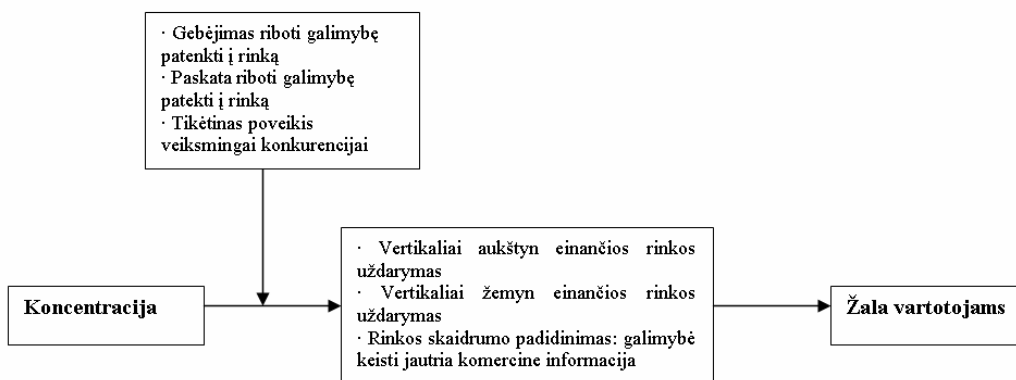 · Gebėjimas riboti galimybę
patenkti į rinką
· Paskata riboti galimybę
patekti į rinką
· Tikėtinas poveikis
veiksmingai konkurencijai
Koncentracija
· Vertikaliai aukštyn einančios rinkos
uždarymas
· Vertikaliai žemyn einančios rinkos
uždarymas
· Rinkos skaidrumo padidinimas: galimybė
keisti jautria komercine informacija
Žala vartotojams